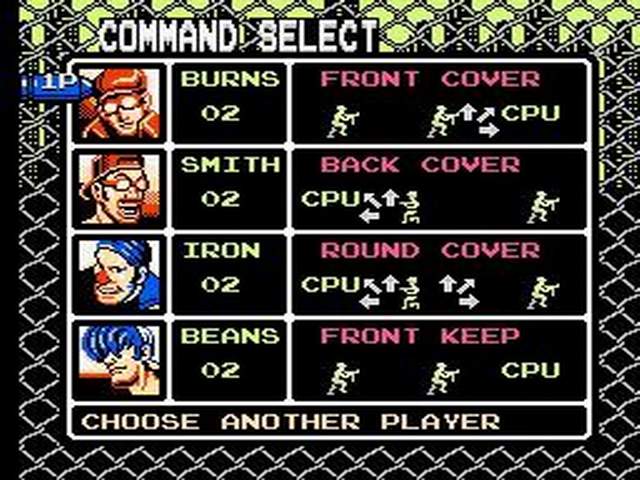 COMMAND SELECT
1P BURNS FRONT COVER
02 CPU
SMITH BACK COVER
02 CPU
IRON ROUND COVER
02 CPU
BEANS FRONT KEEP
02 CPU
CHOOSE ANOTHER PLAYER